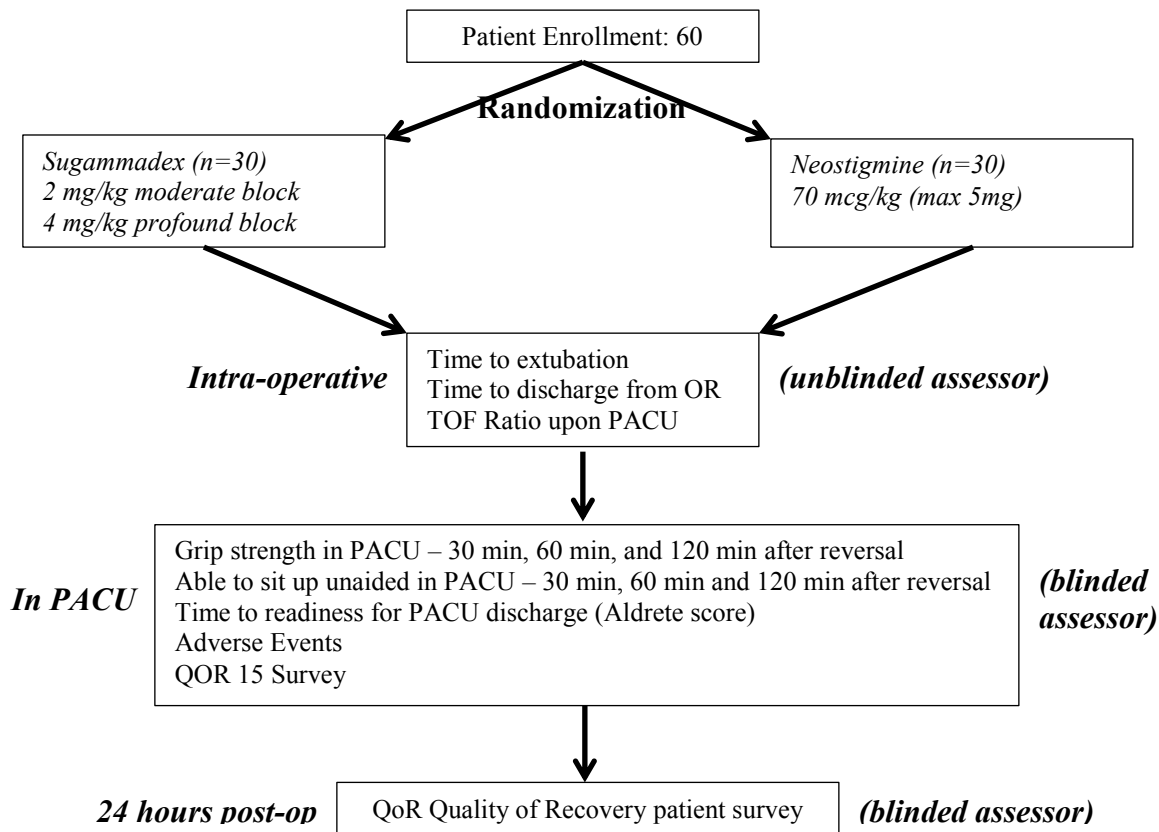 Patient Enrollment: 60
Randomization
Sugammadex (n=30)
2 mg/kg moderate block
4 mg/kg profound block
Neostigmine (n=30)
70 mcg/kg (max 5mg)
Intra-operative
Time to extubation
Time to discharge from OR
TOF Ratio upon PACU
(unblinded assessor)
In PACU
Grip strength in PACU – 30 min, 60 min, and 120 min after reversal
Able to sit up unaided in PACU – 30 min, 60 min and 120 min after reversal
Time to readiness for PACU discharge (Aldrete score)
Adverse Events
QOR 15 Survey
(blinded
assessor)
24 hours post-op
QoR Quality of Recovery patient survey
(blinded assessor)